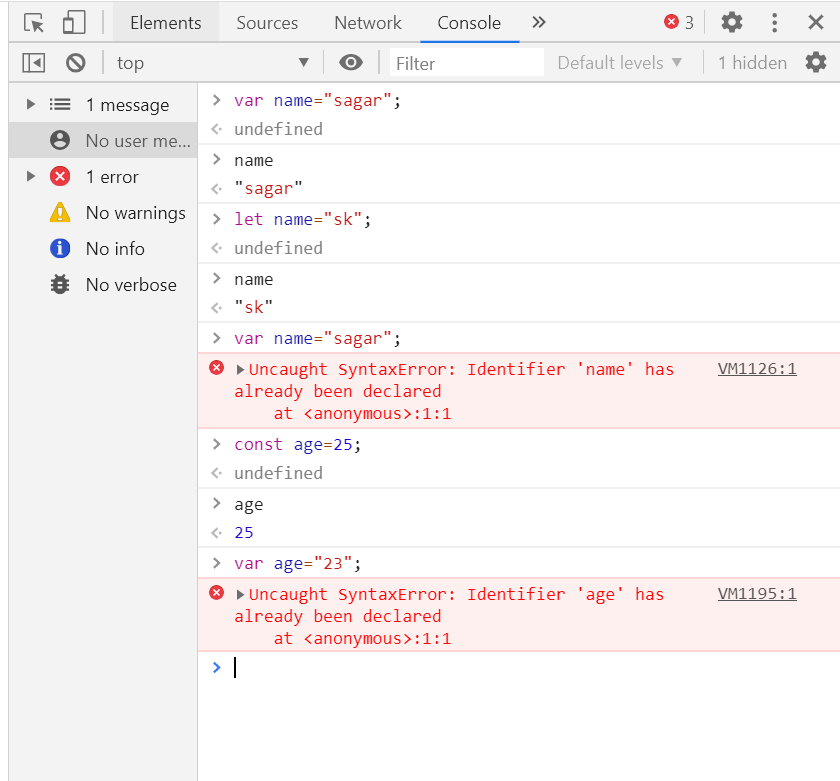 Elements Sources Network Console » 3
top Filter Default levels 1 hidden
1 message
No user me...
1 error
No warnings
No info
No verbose
> var name="sagar";
undefined
> name
"sagar"
> let name="sk";
undefined
> name
"sk"
> var name="sagar";
Uncaught SyntaxError: Identifier 'name' has VM1126:1
already been declared
at <anonymous>:1:1
> const age=25;
undefined
> age
25
> var age="23";
Uncaught SyntaxError: Identifier 'age' has VM1195:1
already been declared
at <anonymous>:1:1
>